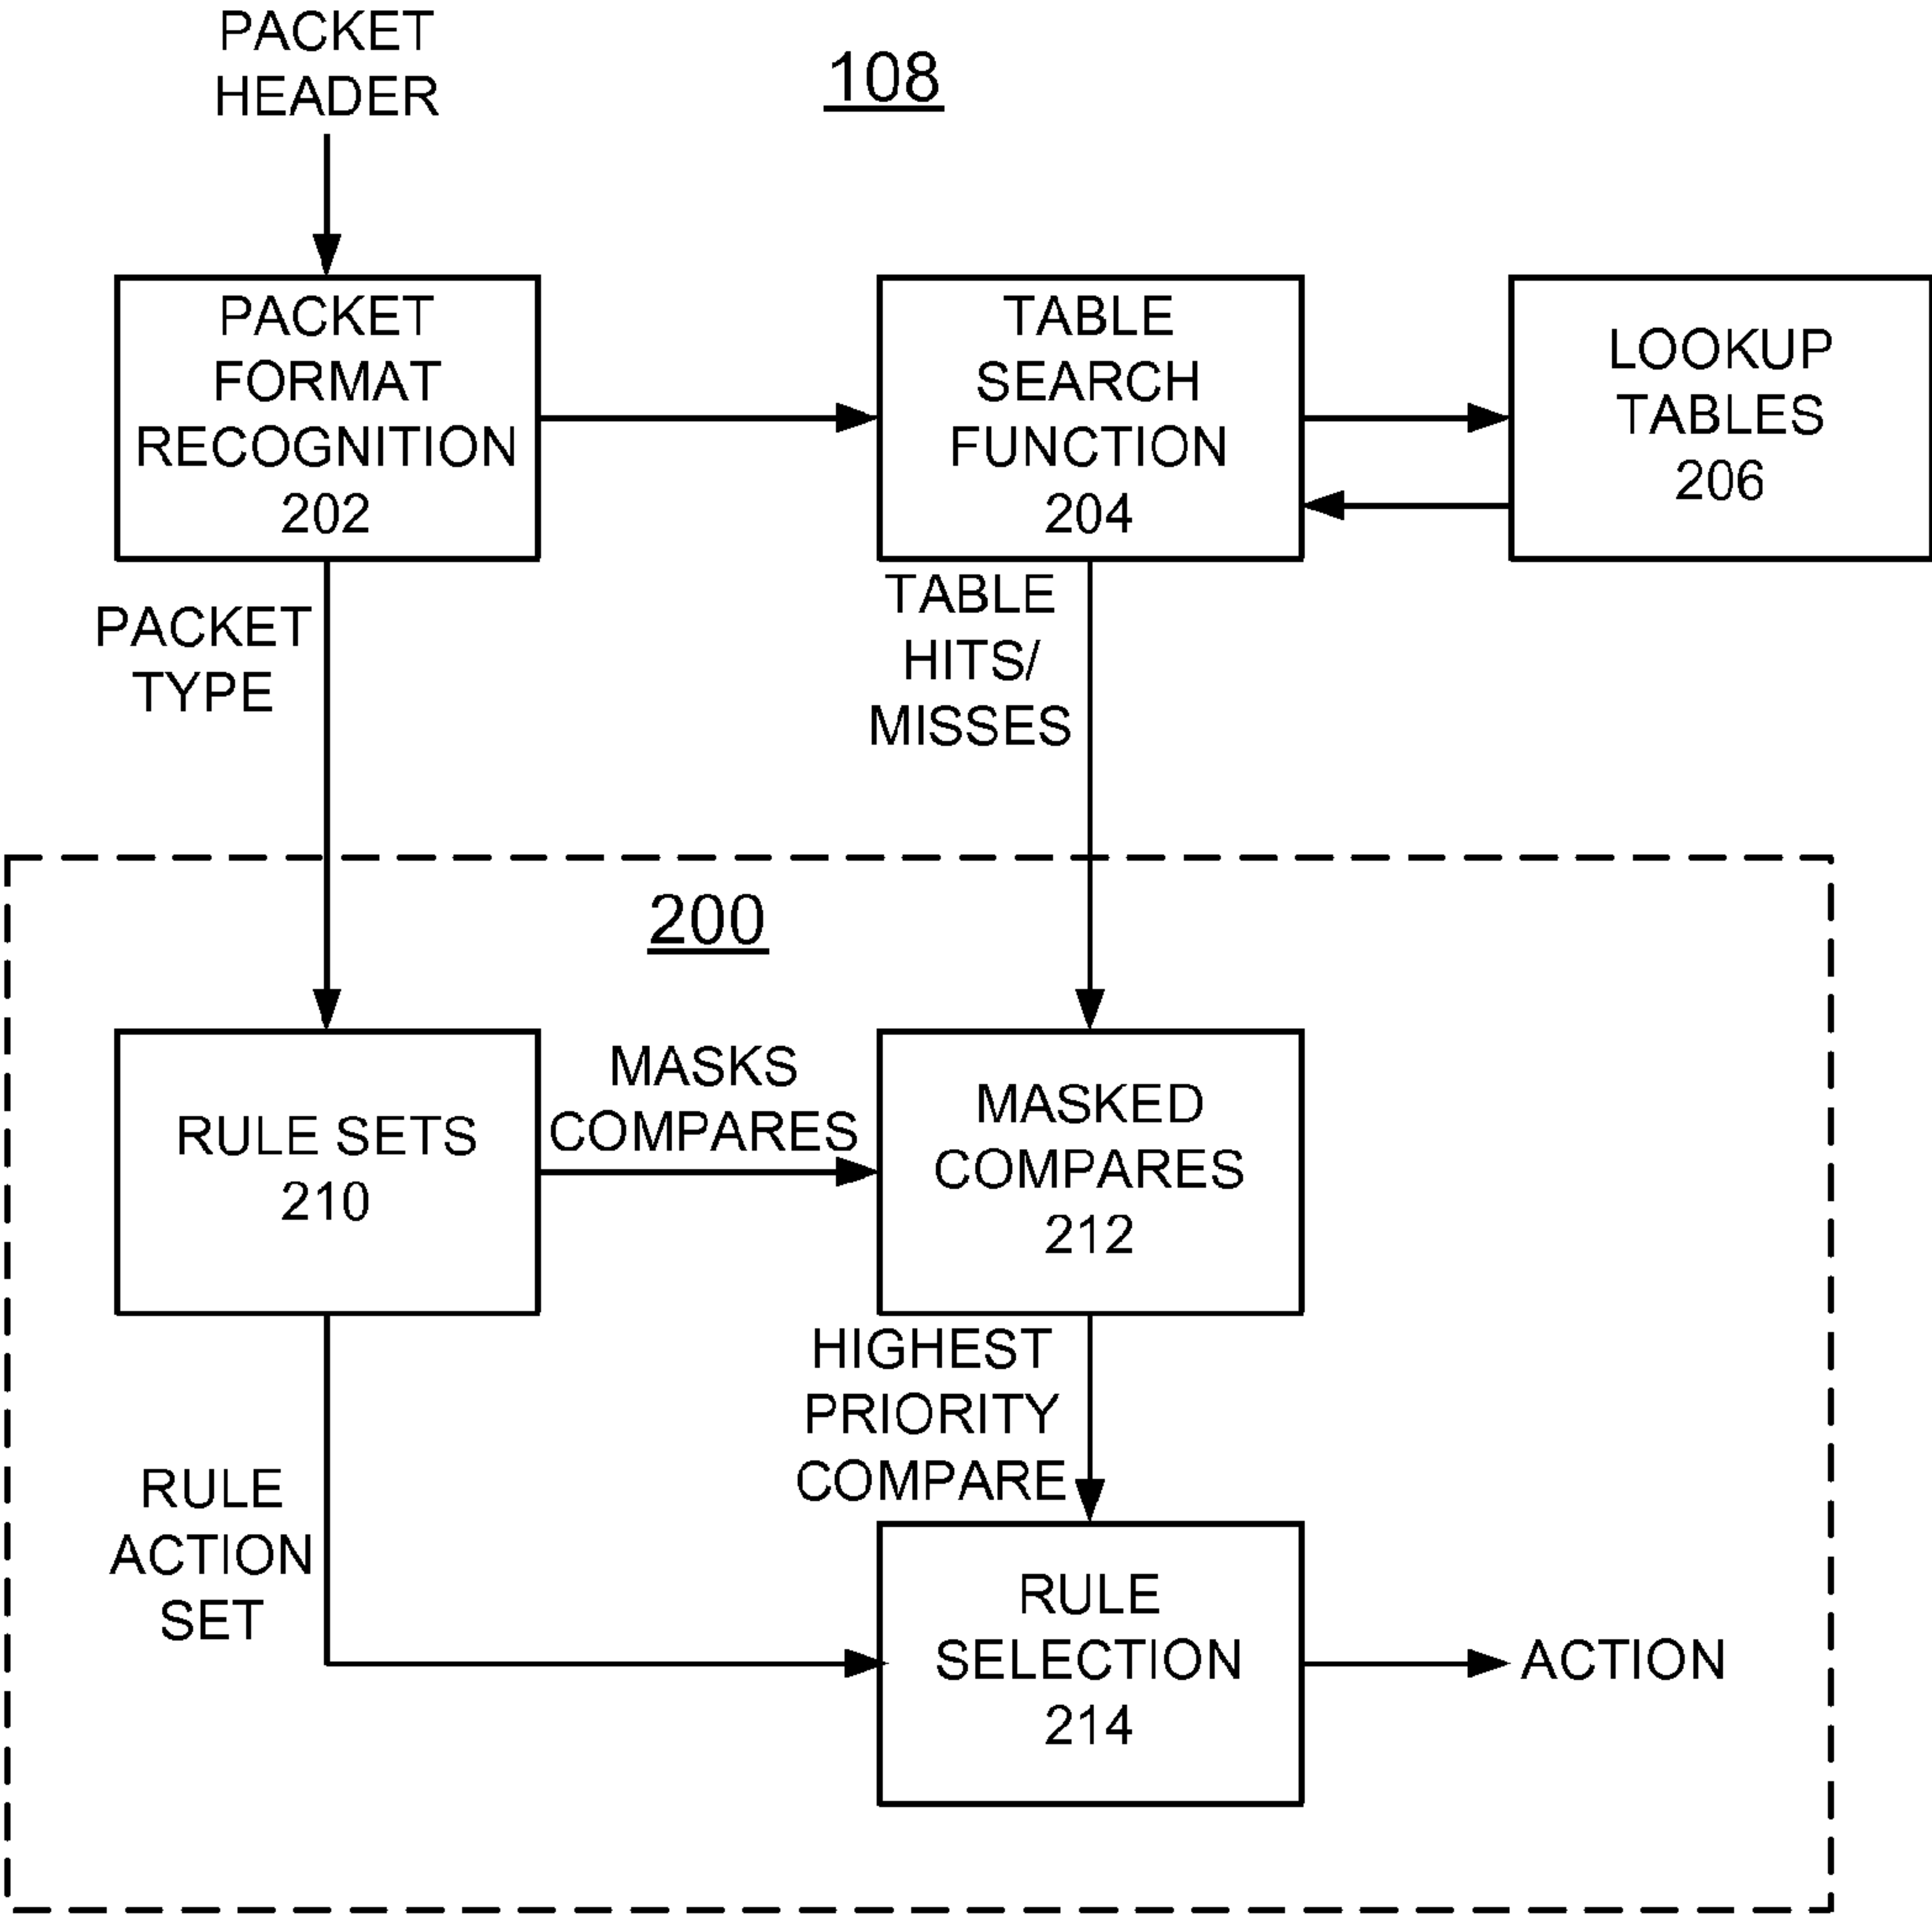 PACKET
HEADER
108
PACKET
FORMAT
RECOGNITION
202
TABLE
SEARCH
FUNCTION
204
LOOKUP
TABLES
206
PACKET
TYPE
TABLE
HITS/
MISSES
200
RULE SETS
210
MASKS
COMPARES
MASKED
COMPARES
212
HIGHEST
PRIORITY
COMPARE
RULE
ACTION
SET
RULE
SELECTION
214
ACTION